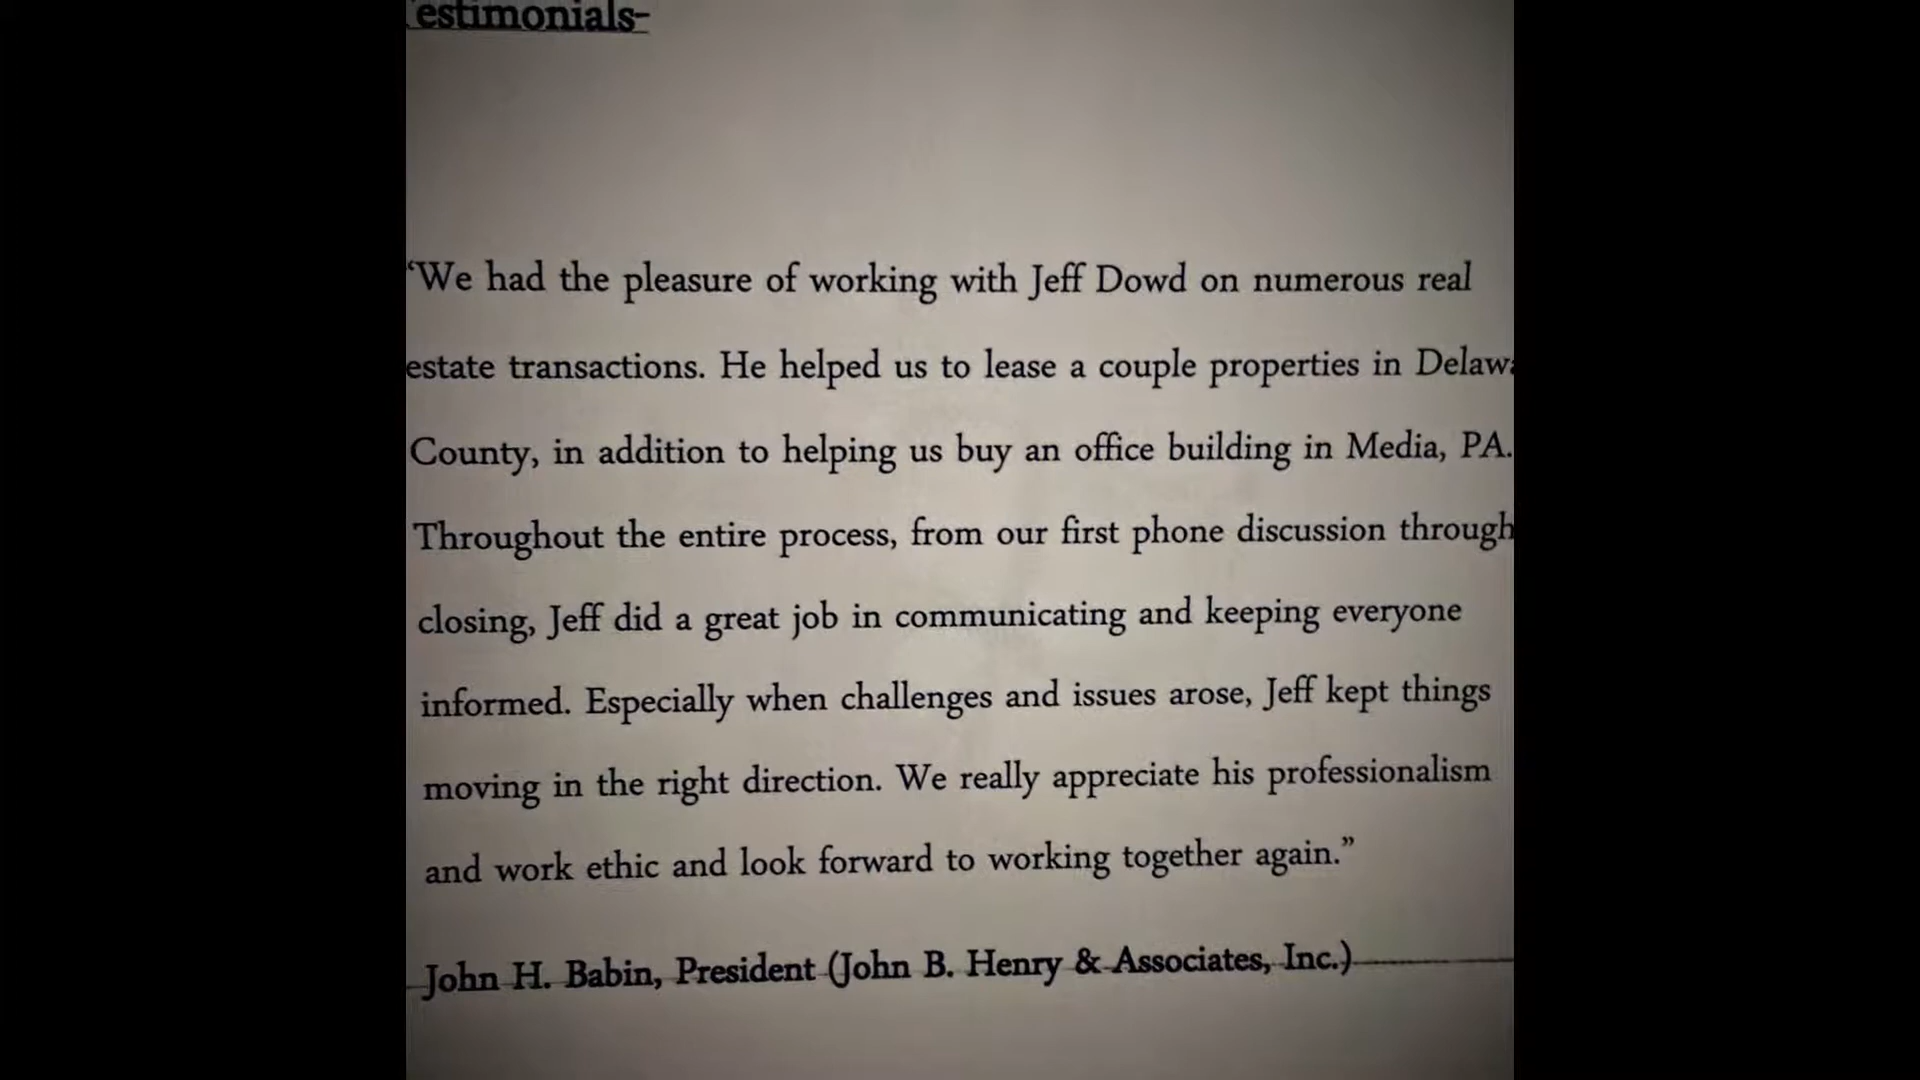 Testimonials-
“We had the pleasure of working with Jeff Dowd on numerous real
estate transactions. He helped us to lease a couple properties in Delawa
County, in addition to helping us buy an office building in Media, PA.
Throughout the entire process, from our first phone discussion through
closing, Jeff did a great job in communicating and keeping everyone
informed. Especially when challenges and issues arose, Jeff kept things
moving in the right direction. We really appreciate his professionalism
and work ethic and look forward to working together again.”
John H. Babin, President (John B. Henry & Associates, Inc.)